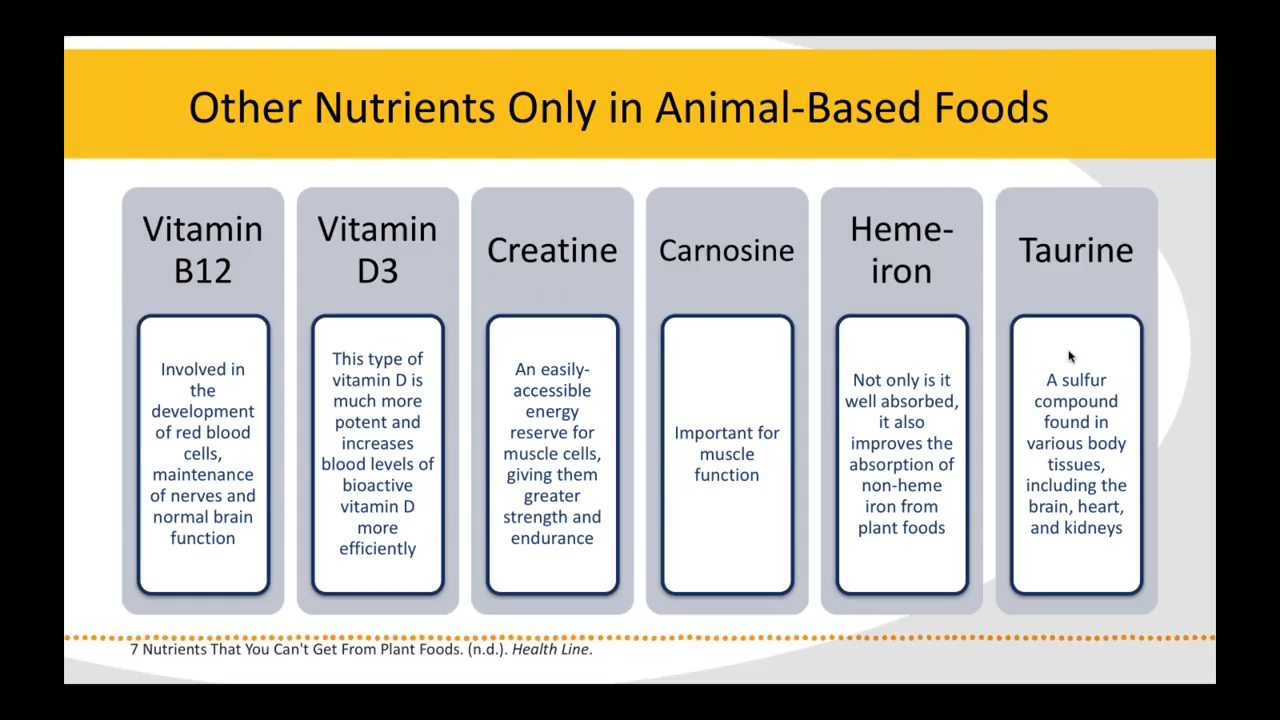 Other Nutrients Only in Animal-Based Foods
Vitamin
B12
Involved in
the
development
of red blood
cells,
maintenance
of nerves and
normal brain
function
Vitamin
D3
This type of
vitamin D is
much more
potent and
increases
blood levels of
bioactive
vitamin D
more
efficiently
Creatine
An easily-
accessible
energy
reserve for
muscle cells,
giving them
greater
strength and
endurance
Carnosine
Important for
muscle
function
Heme-
iron
Not only is it
well absorbed,
it also
improves the
absorption of
non-heme
iron from
plant foods
Taurine
A sulfur
compound
found in
various body
tissues,
including the
brain, heart,
and kidneys
7 Nutrients That You Can't Get From Plant Foods. (n.d.). Health Line.